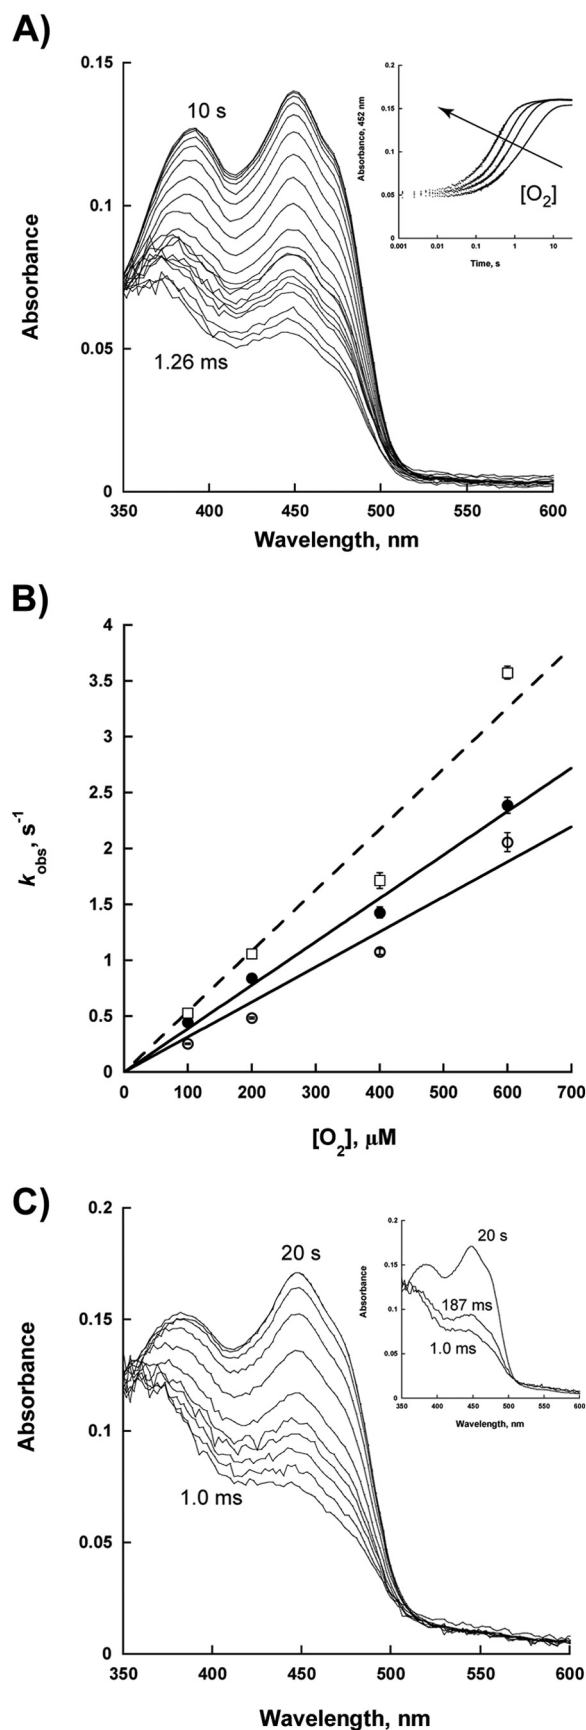 A)
0.15
0.1
0.05
0
Absorbance
10 s
1.26 ms
350 400 450 500 550 600
Wavelength, nm
0.2
0.15
0.1
0.05
0
Absorbance, 452 nm
[O2]
0.001 0.01 0.1 1 10
Time, s
B)
4
3.5
3
2.5
2
1.5
1
0.5
0
kobs, s-1
0 100 200 300 400 500 600 700
[O2], μM
C)
0.2
0.15
0.1
0.05
0
Absorbance
20 s
1.0 ms
350 400 450 500 550 600
Wavelength, nm
0.2
0.15
0.1
0.05
0
Absorbance
20 s
187 ms
1.0 ms
350 400 450 500 550 600
Wavelength, nm